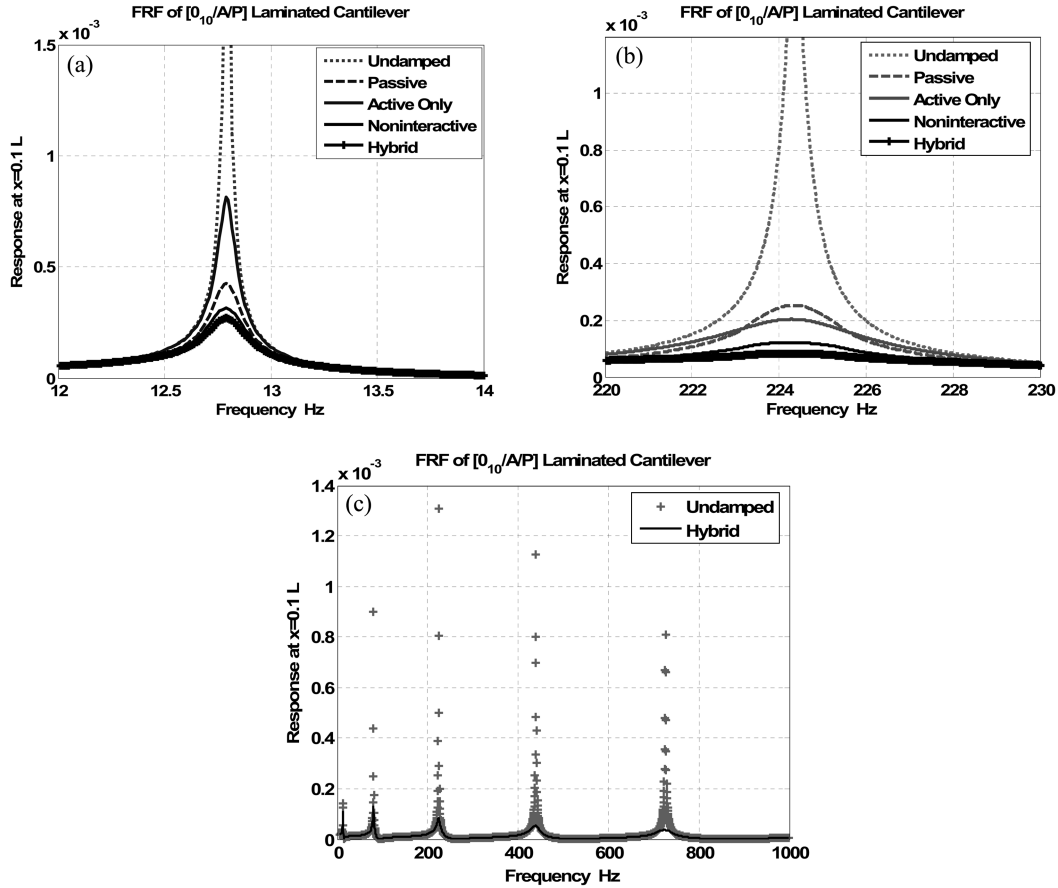 FRF of [0₁₀/A/P] Laminated Cantilever
x 10⁻³
(a)
Undamped
Passive
Active Only
Noninteractive
Hybrid
1.5
1
0.5
0
Response at x=0.1 L
12 12.5 13 13.5 14
Frequency Hz
FRF of [0₁₀/A/P] Laminated Cantilever
x 10⁻³
(b)
Undamped
Passive
Active Only
Noninteractive
Hybrid
1
0.8
0.6
0.4
0.2
0
Response at x=0.1 L
220 222 224 226 228 230
Frequency Hz
FRF of [0₁₀/A/P] Laminated Cantilever
x 10⁻³
(c)
Undamped
Hybrid
1.4
1.2
1
0.8
0.6
0.4
0.2
0
Response at x=0.1 L
0 200 400 600 800 1000
Frequency Hz